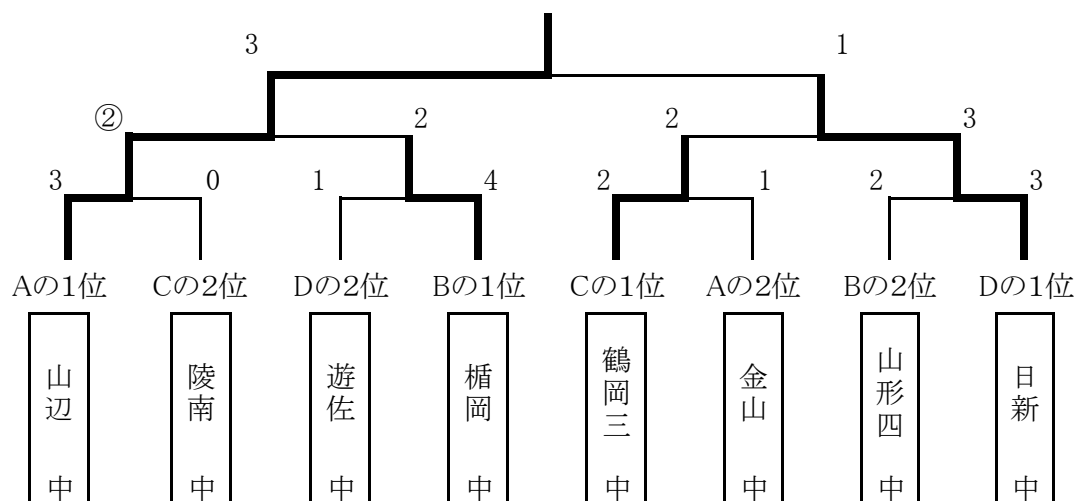 3 1
② 2 2 3
3 0 1 4 2 1 2 3
Aの1位 Cの2位 Dの2位 Bの1位 Cの1位 Aの2位 Bの2位 Dの1位
山辺中
陵南中
遊佐中
楯岡中
鶴岡三中
金山中
山形四中
日新中